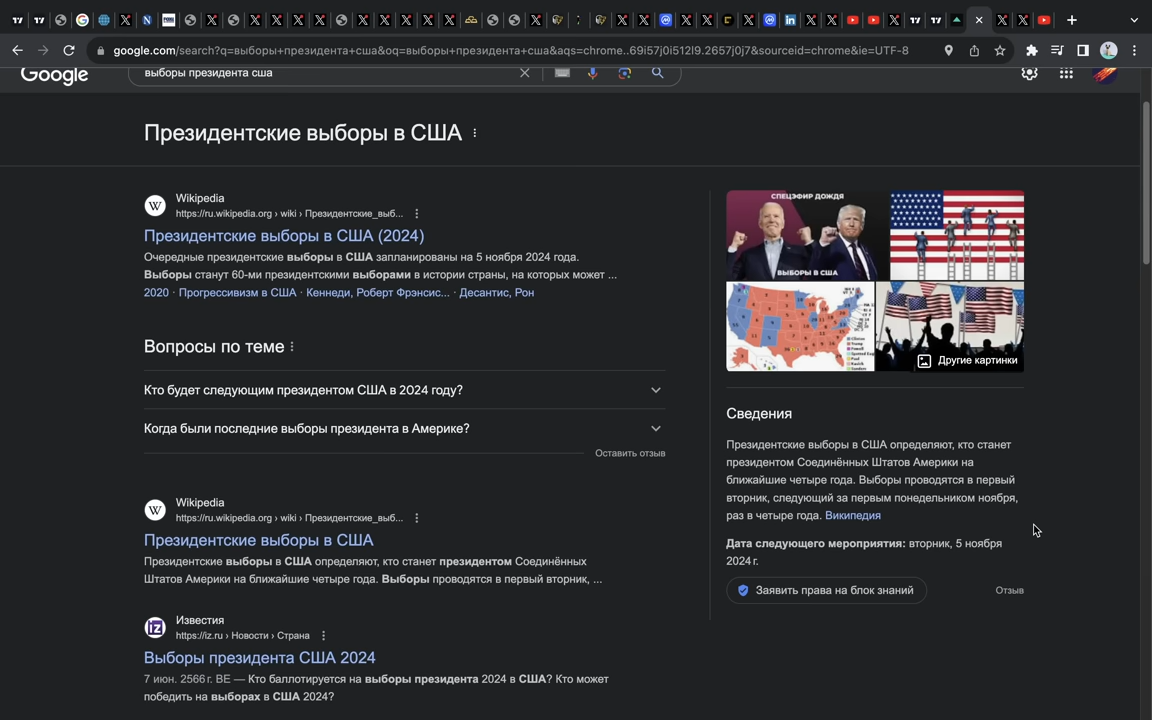 google.com/search?q=выборы+президента+сша&oq=выборы+президента+сша&aqs=chrome..69i57j0i512l9.2657j0j7&sourceid=chrome&ie=UTF-8
Google
выборы президента сша
Президентские выборы в США
Wikipedia
https://ru.wikipedia.org › wiki › Президентские_выб...
Президентские выборы в США (2024)
Очередные президентские выборы в США запланированы на 5 ноября 2024 года.
Выборы станут 60-ми президентскими выборами в истории страны, на которых может ...
2020 · Прогрессивизм в США · Кеннеди, Роберт Фрэнсис... · Десантис, Рон
Вопросы по теме
Кто будет следующим президентом США в 2024 году?
Когда были последние выборы президента в Америке?
Оставить отзыв
Wikipedia
https://ru.wikipedia.org › wiki › Президентские_выб...
Президентские выборы в США
Президентские выборы в США определяют, кто станет президентом Соединённых
Штатов Америки на ближайшие четыре года. Выборы проводятся в первый вторник, ...
Известия
https://iz.ru › Новости › Страна
Выборы президента США 2024
7 июн. 2566 г. BE — Кто баллотируется на выборы президента 2024 в США? Кто может
победить на выборах в США 2024?
СПЕЦЭФИР ДОЖДЯ
ВЫБОРЫ В США
Другие картинки
Сведения
Президентские выборы в США определяют, кто станет
президентом Соединённых Штатов Америки на
ближайшие четыре года. Выборы проводятся в первый
вторник, следующий за первым понедельником ноября,
раз в четыре года. Википедия
Дата следующего мероприятия: вторник, 5 ноября
2024 г.
Заявить права на блок знаний
Отзыв